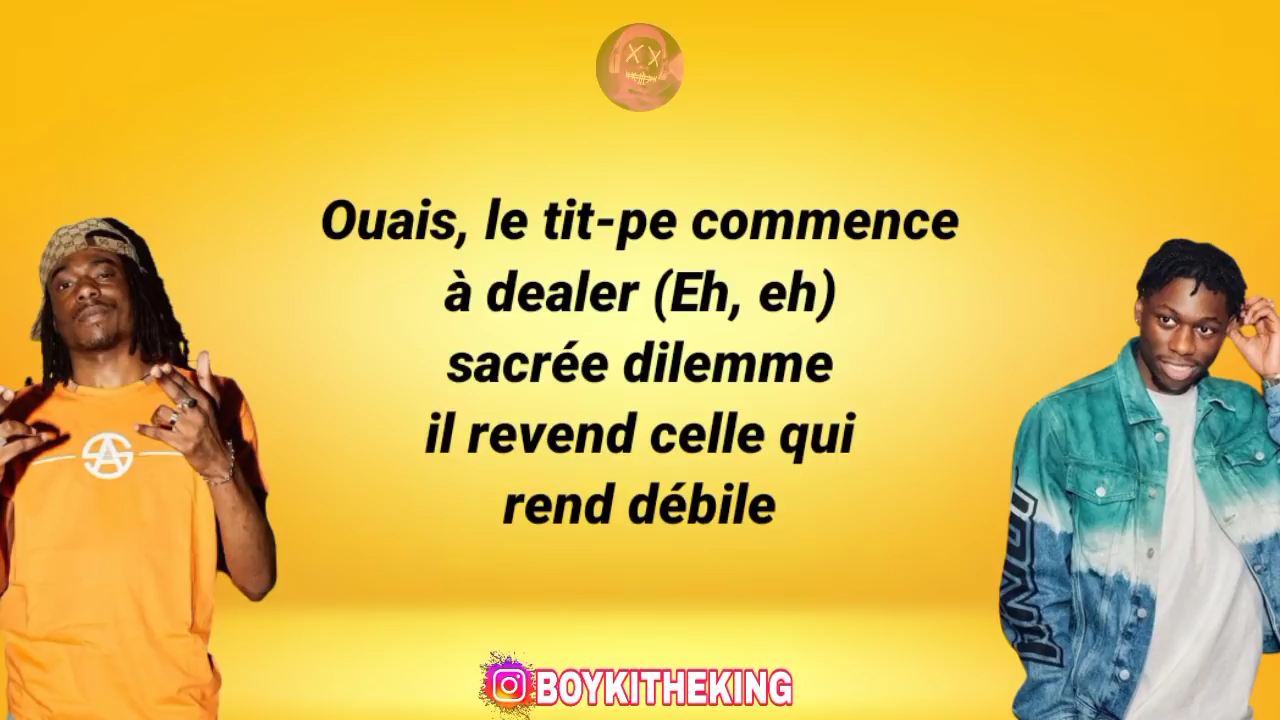 Ouais, le tit-pe commence
à dealer (Eh, eh)
sacrée dilemme
il revend celle qui
rend débile
BOYKITHEKING